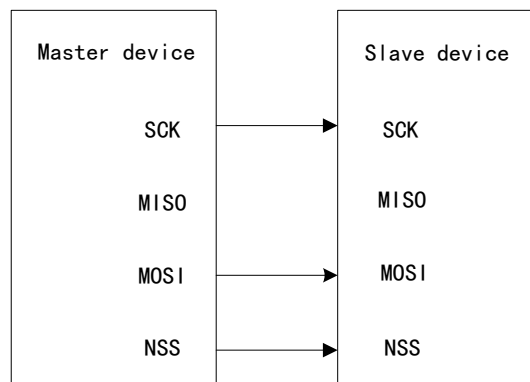 Master device
Slave device
SCK
SCK
MISO
MISO
MOSI
MOSI
NSS
NSS